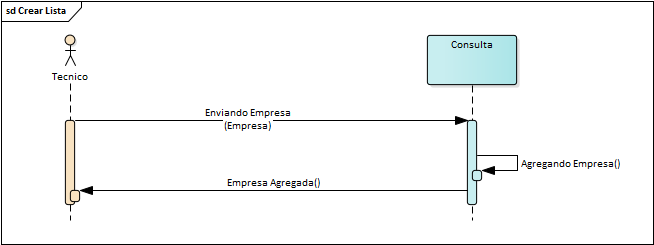 sd Crear Lista
Consulta
Tecnico
Enviando Empresa
(Empresa)
Agregando Empresa()
Empresa Agregada()